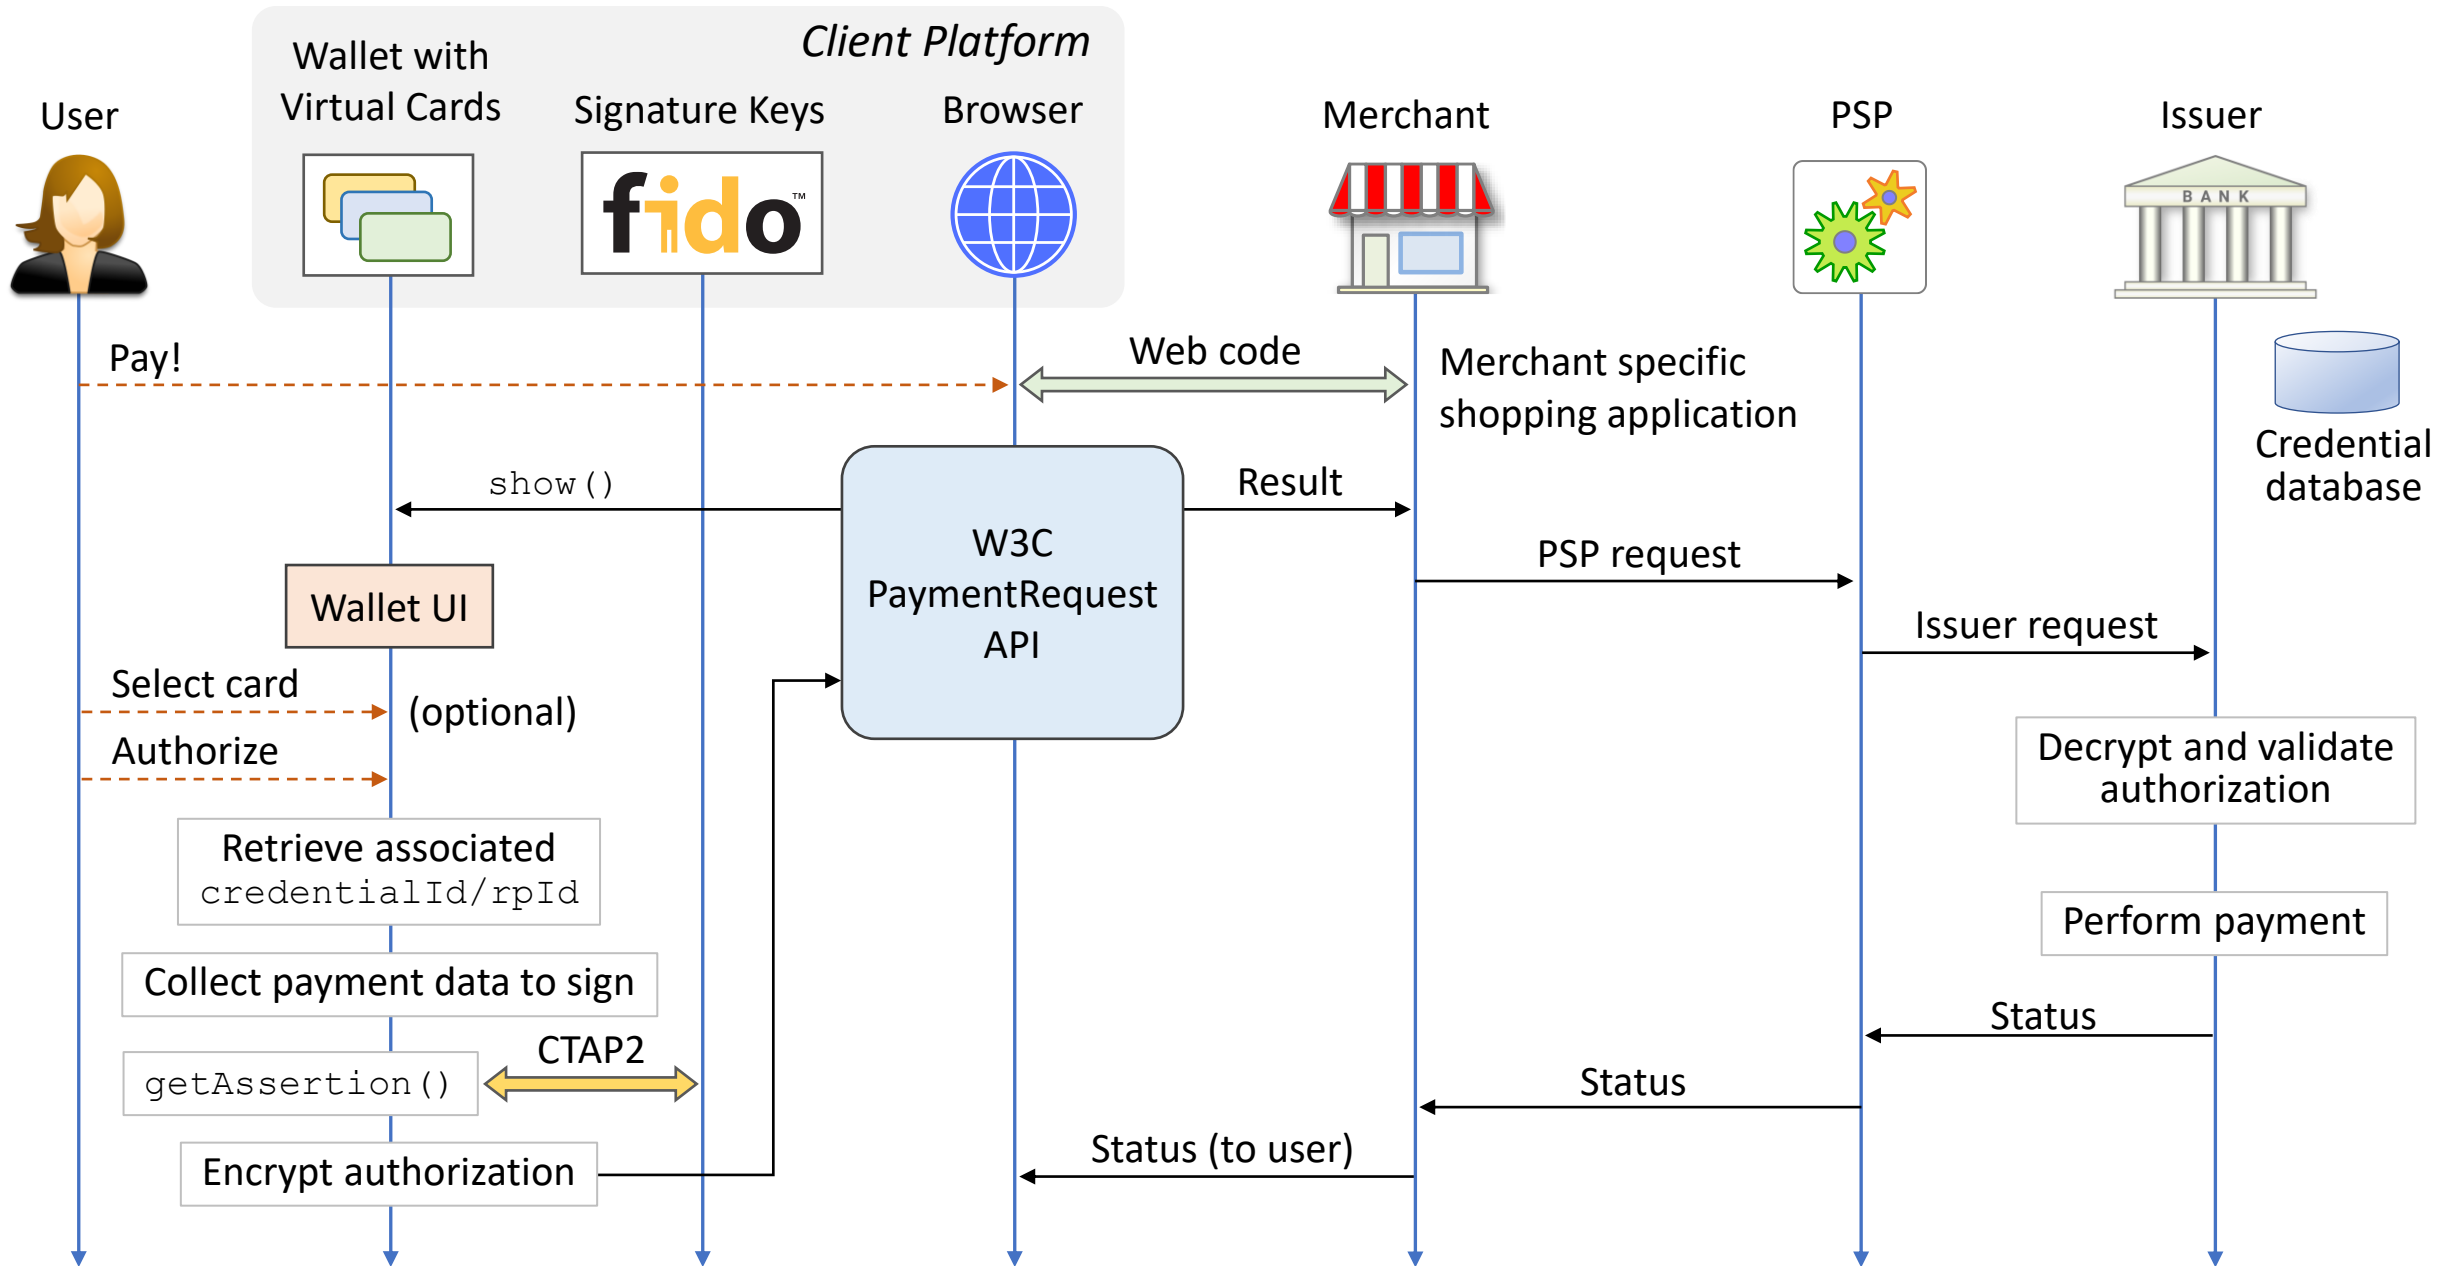 Client Platform
User
Wallet with
Virtual Cards
Signature Keys
Browser
Merchant
PSP
Issuer
fido™
BANK
Pay!
Web code
Merchant specific
shopping application
Credential
database
show()
Result
W3C
PaymentRequest
API
PSP request
Wallet UI
Issuer request
Select card
(optional)
Authorize
Decrypt and validate
authorization
Retrieve associated
credentialId/rpId
Perform payment
Collect payment data to sign
Status
CTAP2
getAssertion()
Status
Status (to user)
Encrypt authorization